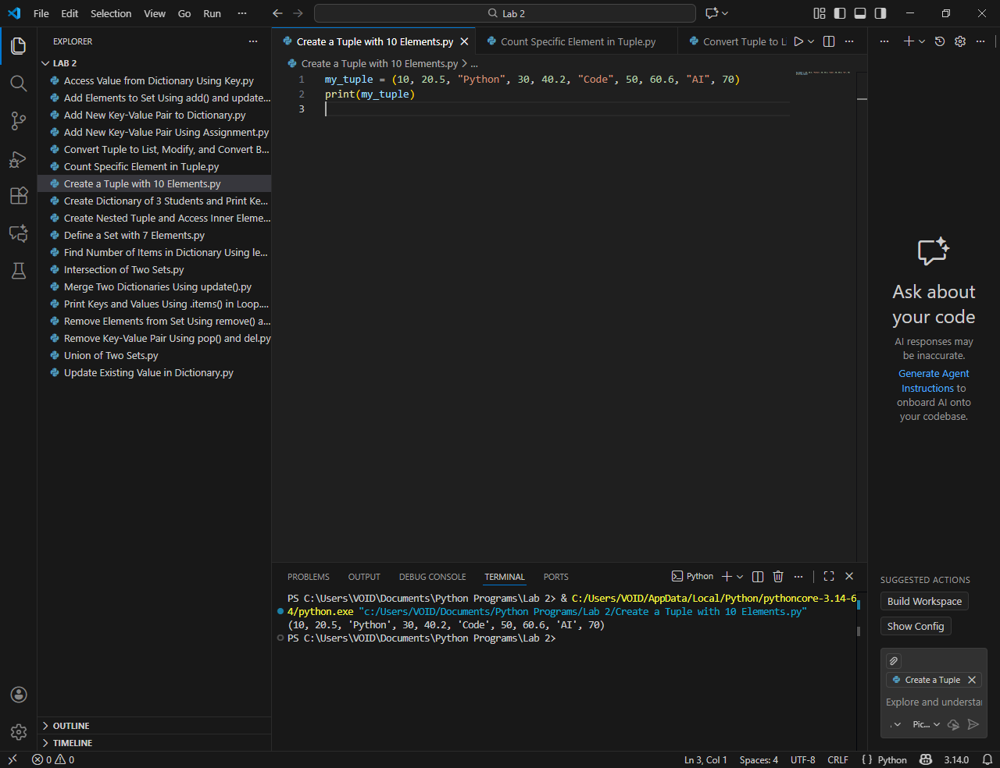 File Edit Selection View Go Run ··· Lab 2
EXPLORER ···
LAB 2
Access Value from Dictionary Using Key.py
Add Elements to Set Using add() and update...
Add New Key-Value Pair to Dictionary.py
Add New Key-Value Pair Using Assignment.py
Convert Tuple to List, Modify, and Convert B...
Count Specific Element in Tuple.py
Create a Tuple with 10 Elements.py
Create Dictionary of 3 Students and Print Ke...
Create Nested Tuple and Access Inner Eleme...
Define a Set with 7 Elements.py
Find Number of Items in Dictionary Using le...
Intersection of Two Sets.py
Merge Two Dictionaries Using update().py
Print Keys and Values Using .items() in Loop....
Remove Elements from Set Using remove() a...
Remove Key-Value Pair Using pop() and del.py
Union of Two Sets.py
Update Existing Value in Dictionary.py
OUTLINE
TIMELINE
Create a Tuple with 10 Elements.py Count Specific Element in Tuple.py Convert Tuple to Li
Create a Tuple with 10 Elements.py > ...
1 my_tuple = (10, 20.5, "Python", 30, 40.2, "Code", 50, 60.6, "AI", 70)
2 print(my_tuple)
3
PROBLEMS OUTPUT DEBUG CONSOLE TERMINAL PORTS Python
PS C:\Users\VOID\Documents\Python Programs\Lab 2> & C:/Users/VOID/AppData/Local/Python/pythoncore-3.14-6
4/python.exe "c:/Users/VOID/Documents/Python Programs/Lab 2/Create a Tuple with 10 Elements.py"
(10, 20.5, 'Python', 30, 40.2, 'Code', 50, 60.6, 'AI', 70)
PS C:\Users\VOID\Documents\Python Programs\Lab 2>
Ask about
your code
AI responses may
be inaccurate.
Generate Agent
Instructions to
onboard AI onto
your codebase.
SUGGESTED ACTIONS
Build Workspace
Show Config
Create a Tuple
Explore and understa
Pic...
0 0 Ln 3, Col 1 Spaces: 4 UTF-8 CRLF { } Python 3.14.0